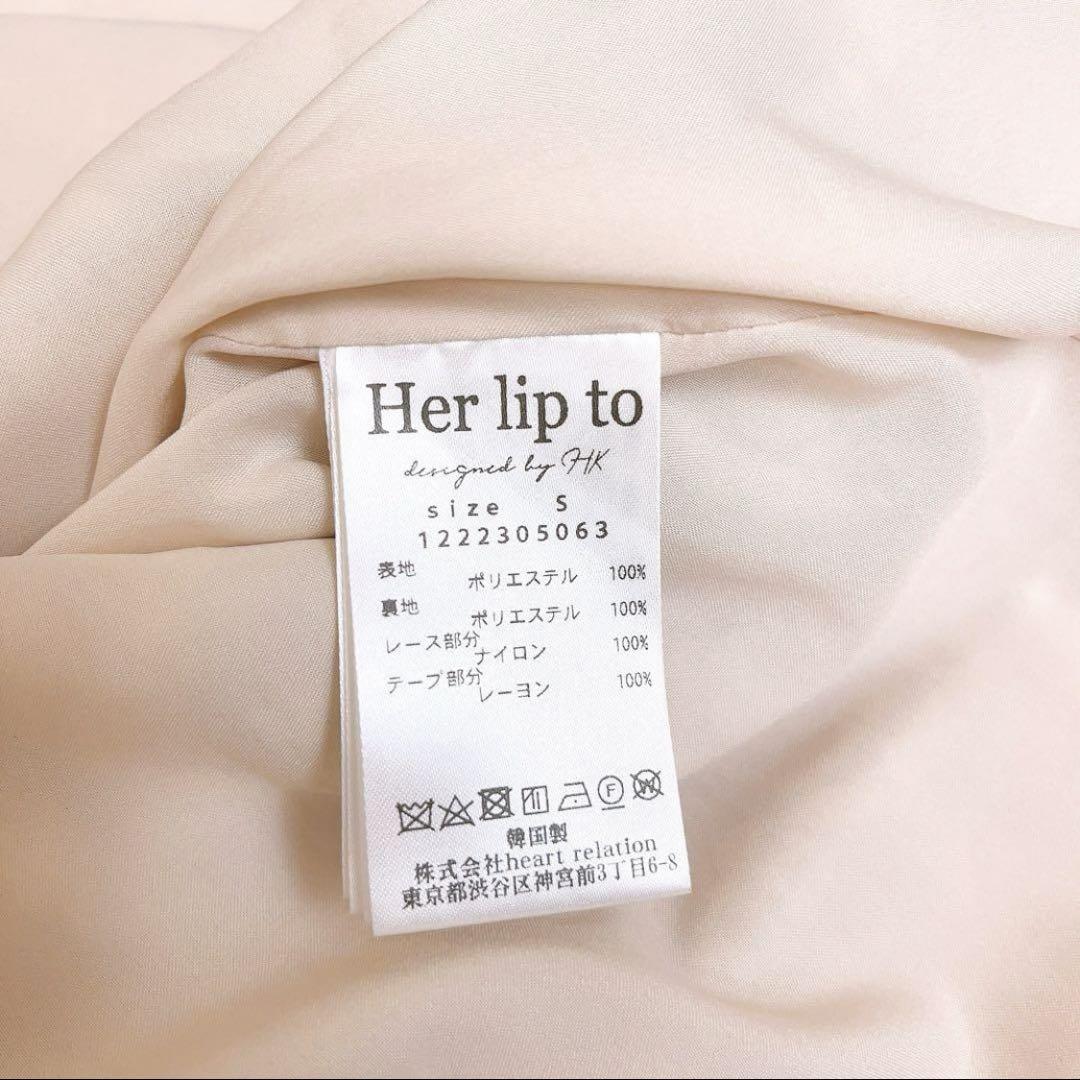 Her lip to
designed by HK
size S
1222305063
表地 ポリエステル 100%
裏地 ポリエステル 100%
レース部分 ナイロン 100%
テープ部分 レーヨン 100%
F W
韓国製
株式会社heart relation
東京都渋谷区神宮前3丁目6-8